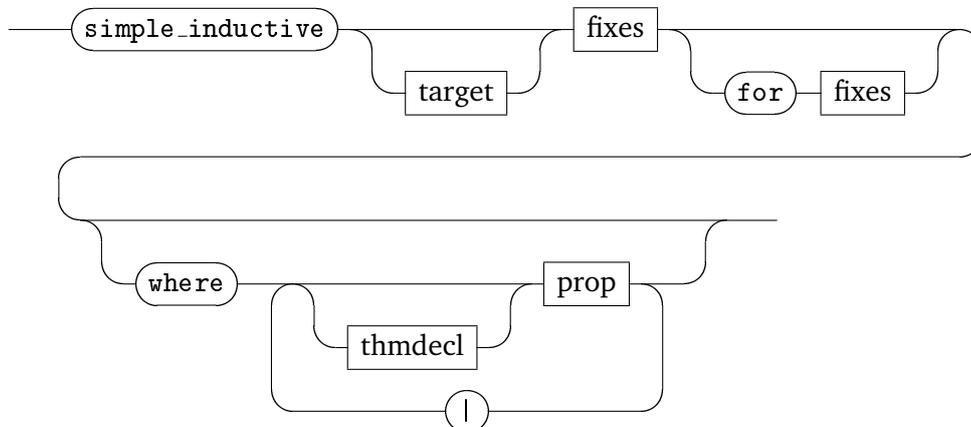 simple_inductive fixes
target for fixes
where prop
thmdecl
|